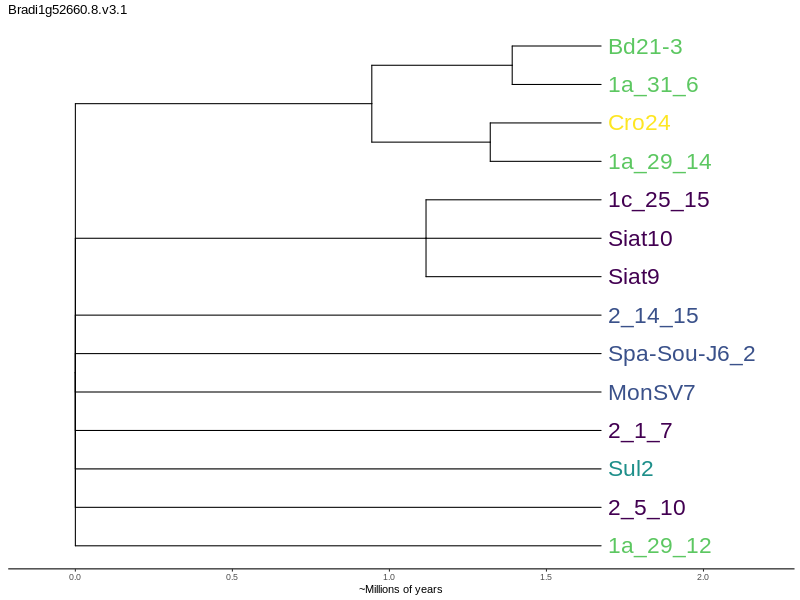 Bradi1g52660.8.v3.1
Bd21-3
1a_31_6
Cro24
1a_29_14
1c_25_15
Siat10
Siat9
2_14_15
Spa-Sou-J6_2
MonSV7
2_1_7
Sul2
2_5_10
1a_29_12
0.0 0.5 1.0 1.5 2.0
~Millions of years